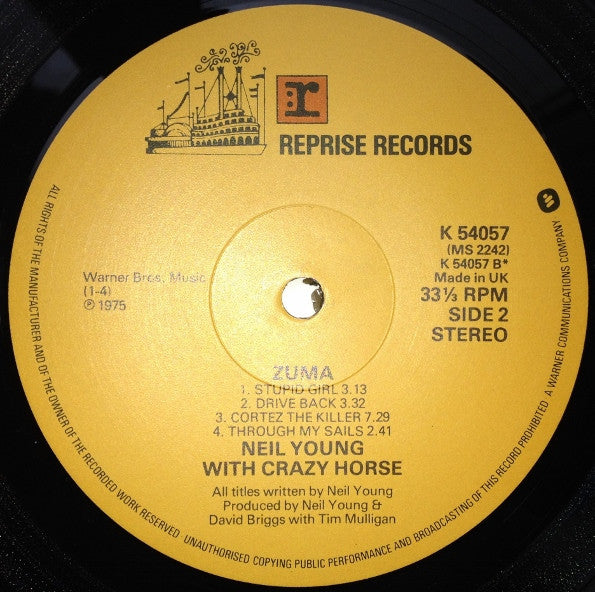 :r
REPRISE RECORDS
K 54057
(MS 2242)
K 54057 B*
Made in UK
33⅓ RPM
SIDE 2
STEREO
Warner Bros. Music
(1-4)
℗ 1975
ZUMA
1. STUPID GIRL 3.13
2. DRIVE BACK 3.32
3. CORTEZ THE KILLER 7.29
4. THROUGH MY SAILS 2.41
NEIL YOUNG
WITH CRAZY HORSE
All titles written by Neil Young
Produced by Neil Young &
David Briggs with Tim Mulligan
ALL RIGHTS OF THE MANUFACTURER AND OF THE OWNER OF THE RECORDED WORK RESERVED UNAUTHORISED COPYING PUBLIC PERFORMANCE AND BROADCASTING OF THIS RECORD PROHIBITED A WARNER COMMUNICATIONS COMPANY